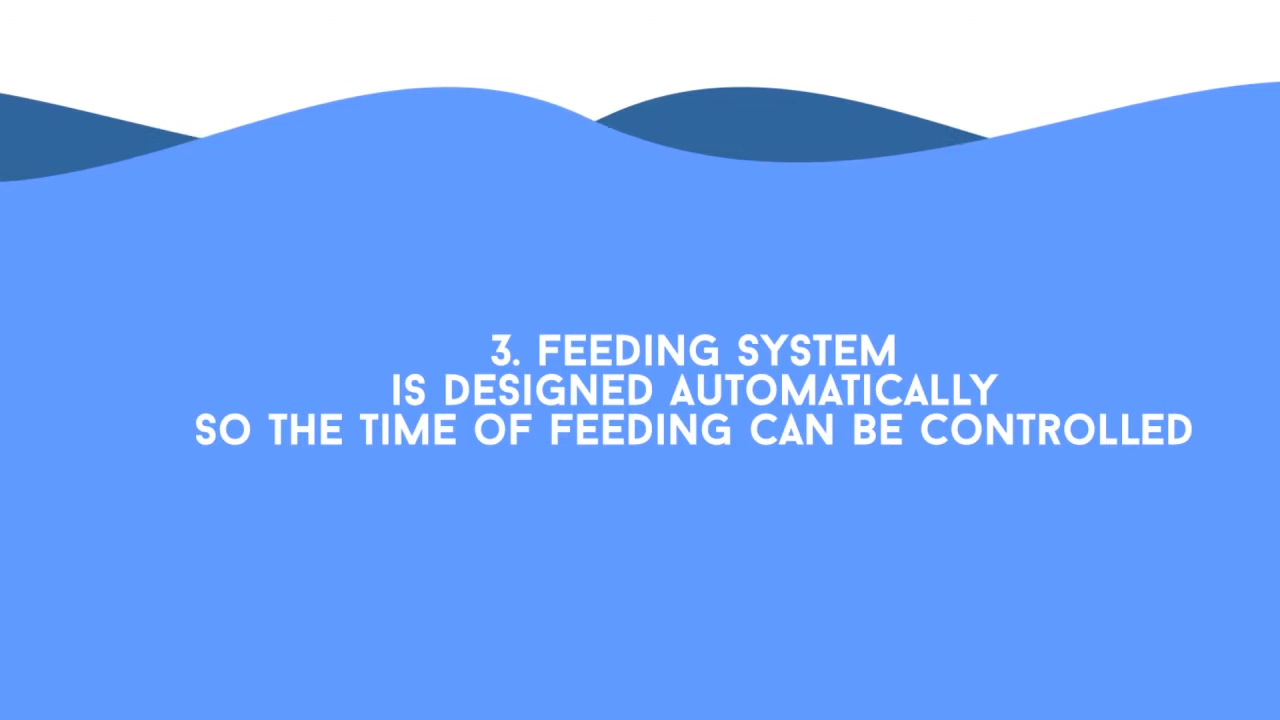 3. FEEDING SYSTEM
IS DESIGNED AUTOMATICALLY
SO THE TIME OF FEEDING CAN BE CONTROLLED